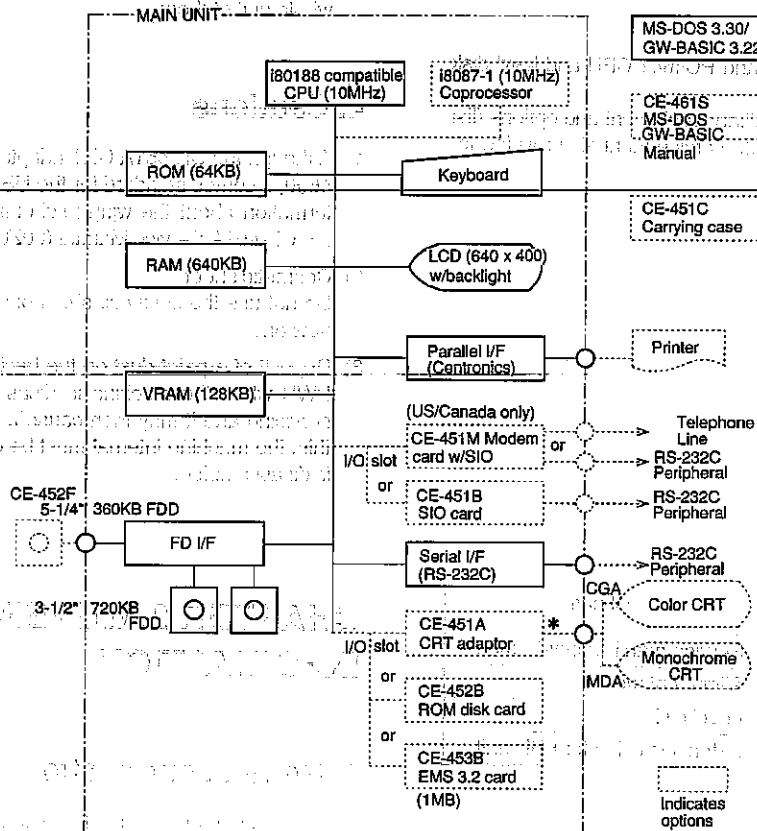 MAIN UNIT
MS-DOS 3.30/
GW-BASIC 3.22
i80188 compatible
CPU (10MHz)
i8087-1 (10MHz)
Coprocessor
CE-461S
MS-DOS
GW-BASIC
Manual
ROM (64KB)
Keyboard
CE-451C
Carrying case
RAM (640KB)
LCD (640 x 400)
w/backlight
Parallel I/F
(Centronics)
Printer
VRAM (128KB)
(US/Canada only)
CE-451M Modem
card w/SIO
or
Telephone
Line
RS-232C
Peripheral
I/O slot
or
CE-451B
SIO card
RS-232C
Peripheral
CE-452F
5-1/4" 360KB FDD
FD I/F
Serial I/F
(RS-232C)
RS-232C
Peripheral
3-1/2" 720KB
FDD
CE-451A
CRT adaptor
*
CGA
Color CRT
MDA
Monochrome
CRT
I/O slot
or
CE-452B
ROM disk card
or
CE-453B
EMS 3.2 card
(1MB)
Indicates
options